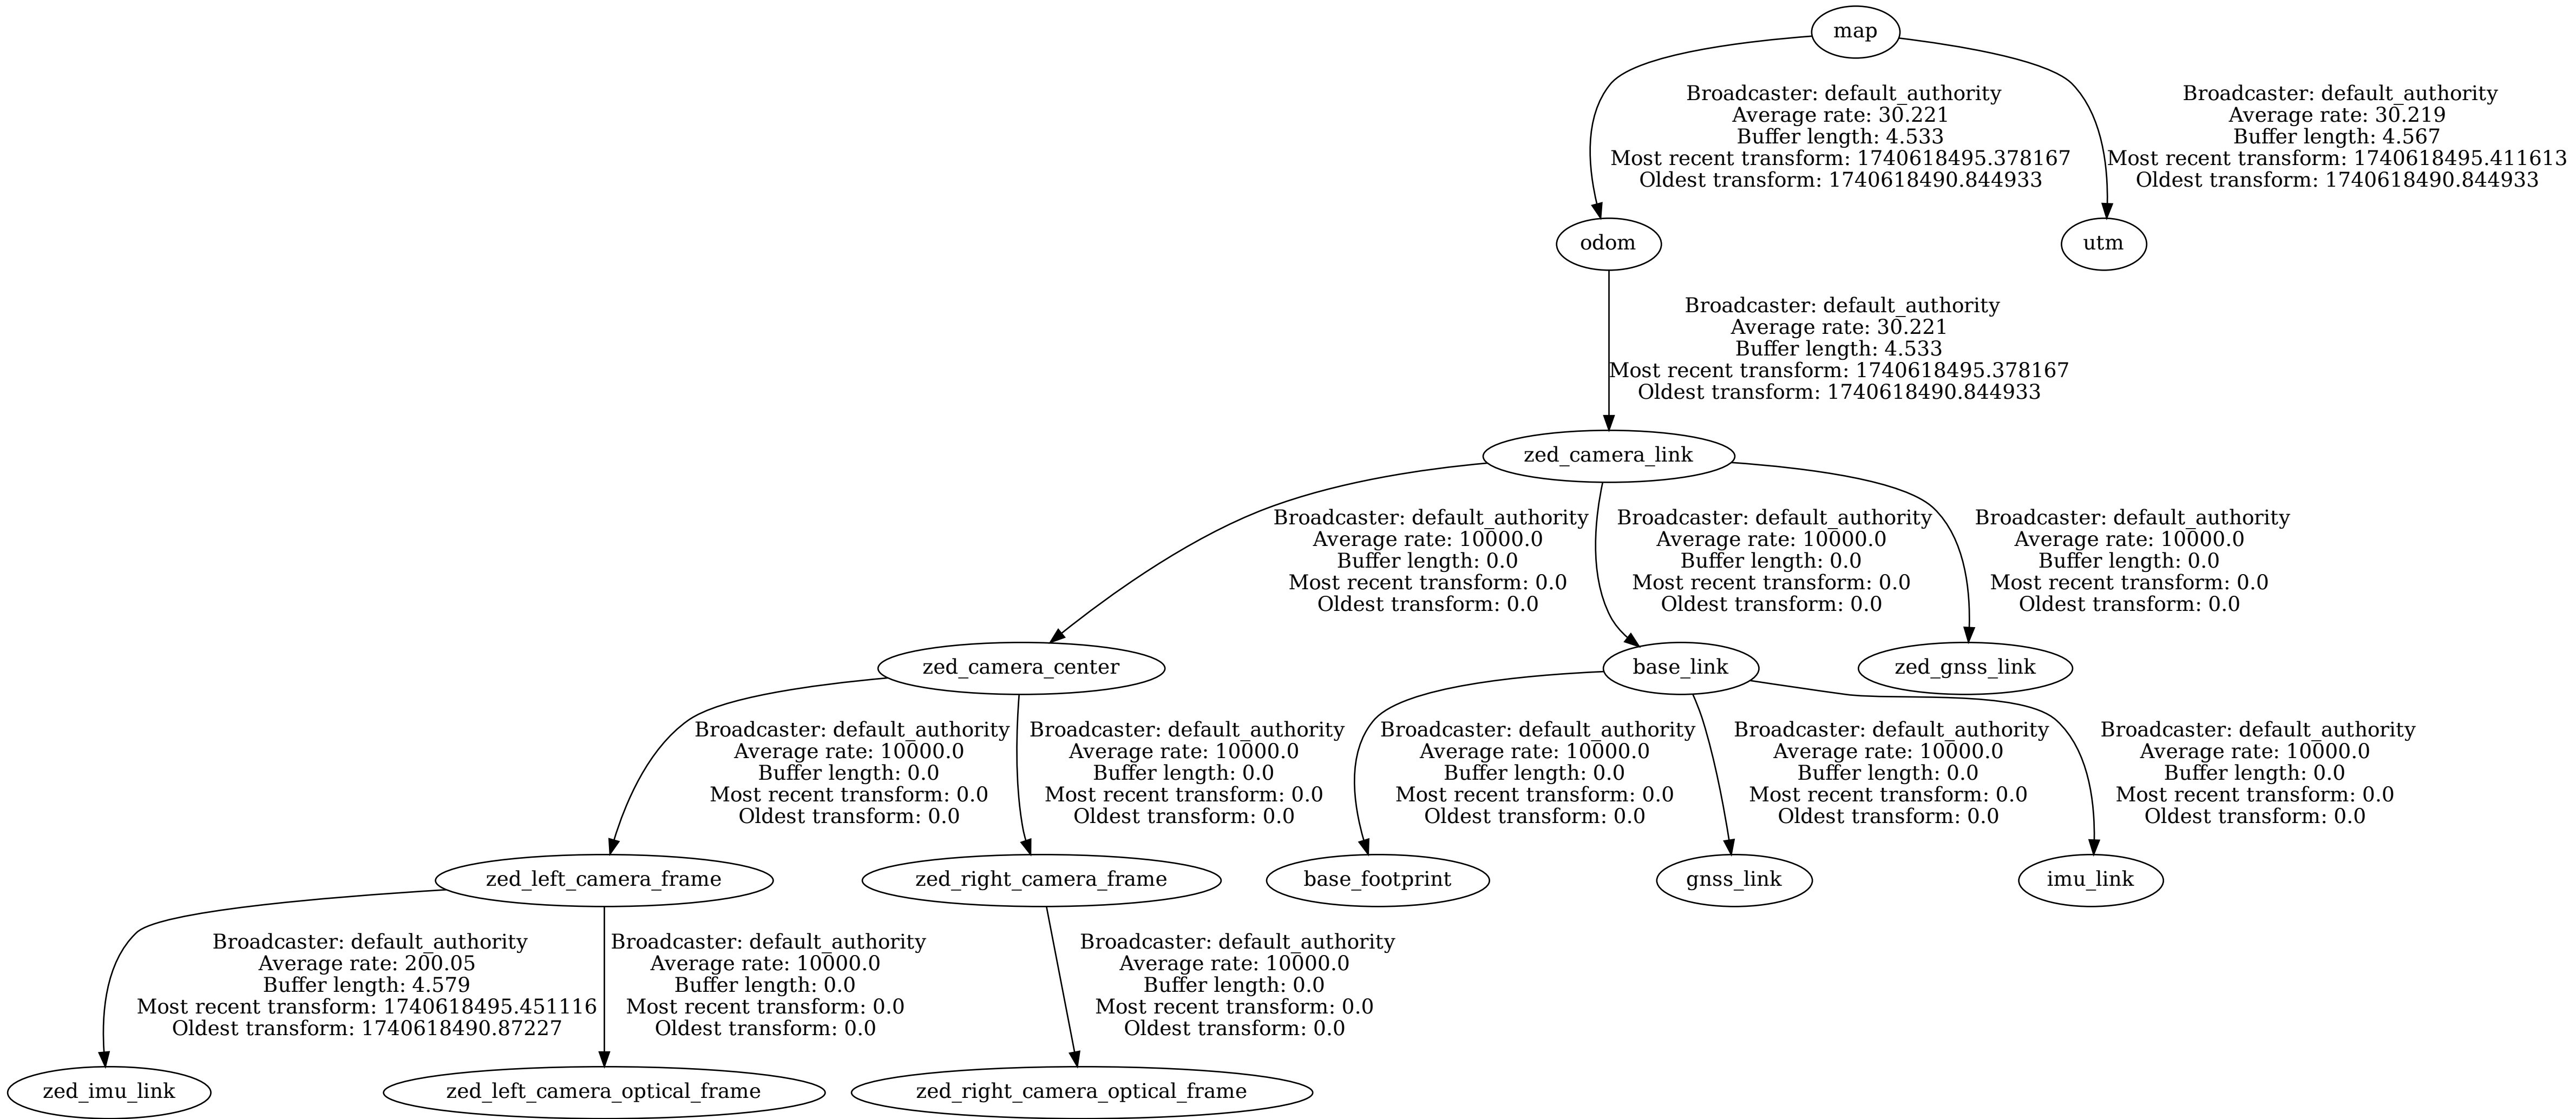 map
Broadcaster: default_authority
Average rate: 30.221
Buffer length: 4.533
Most recent transform: 1740618495.378167
Oldest transform: 1740618490.844933
Broadcaster: default_authority
Average rate: 30.219
Buffer length: 4.567
Most recent transform: 1740618495.411613
Oldest transform: 1740618490.844933
odom
utm
Broadcaster: default_authority
Average rate: 30.221
Buffer length: 4.533
Most recent transform: 1740618495.378167
Oldest transform: 1740618490.844933
zed_camera_link
Broadcaster: default_authority
Average rate: 10000.0
Buffer length: 0.0
Most recent transform: 0.0
Oldest transform: 0.0
Broadcaster: default_authority
Average rate: 10000.0
Buffer length: 0.0
Most recent transform: 0.0
Oldest transform: 0.0
Broadcaster: default_authority
Average rate: 10000.0
Buffer length: 0.0
Most recent transform: 0.0
Oldest transform: 0.0
zed_camera_center
base_link
zed_gnss_link
Broadcaster: default_authority
Average rate: 10000.0
Buffer length: 0.0
Most recent transform: 0.0
Oldest transform: 0.0
Broadcaster: default_authority
Average rate: 10000.0
Buffer length: 0.0
Most recent transform: 0.0
Oldest transform: 0.0
Broadcaster: default_authority
Average rate: 10000.0
Buffer length: 0.0
Most recent transform: 0.0
Oldest transform: 0.0
Broadcaster: default_authority
Average rate: 10000.0
Buffer length: 0.0
Most recent transform: 0.0
Oldest transform: 0.0
Broadcaster: default_authority
Average rate: 10000.0
Buffer length: 0.0
Most recent transform: 0.0
Oldest transform: 0.0
zed_left_camera_frame
zed_right_camera_frame
base_footprint
gnss_link
imu_link
Broadcaster: default_authority
Average rate: 200.05
Buffer length: 4.579
Most recent transform: 1740618495.451116
Oldest transform: 1740618490.87227
Broadcaster: default_authority
Average rate: 10000.0
Buffer length: 0.0
Most recent transform: 0.0
Oldest transform: 0.0
Broadcaster: default_authority
Average rate: 10000.0
Buffer length: 0.0
Most recent transform: 0.0
Oldest transform: 0.0
zed_imu_link
zed_left_camera_optical_frame
zed_right_camera_optical_frame